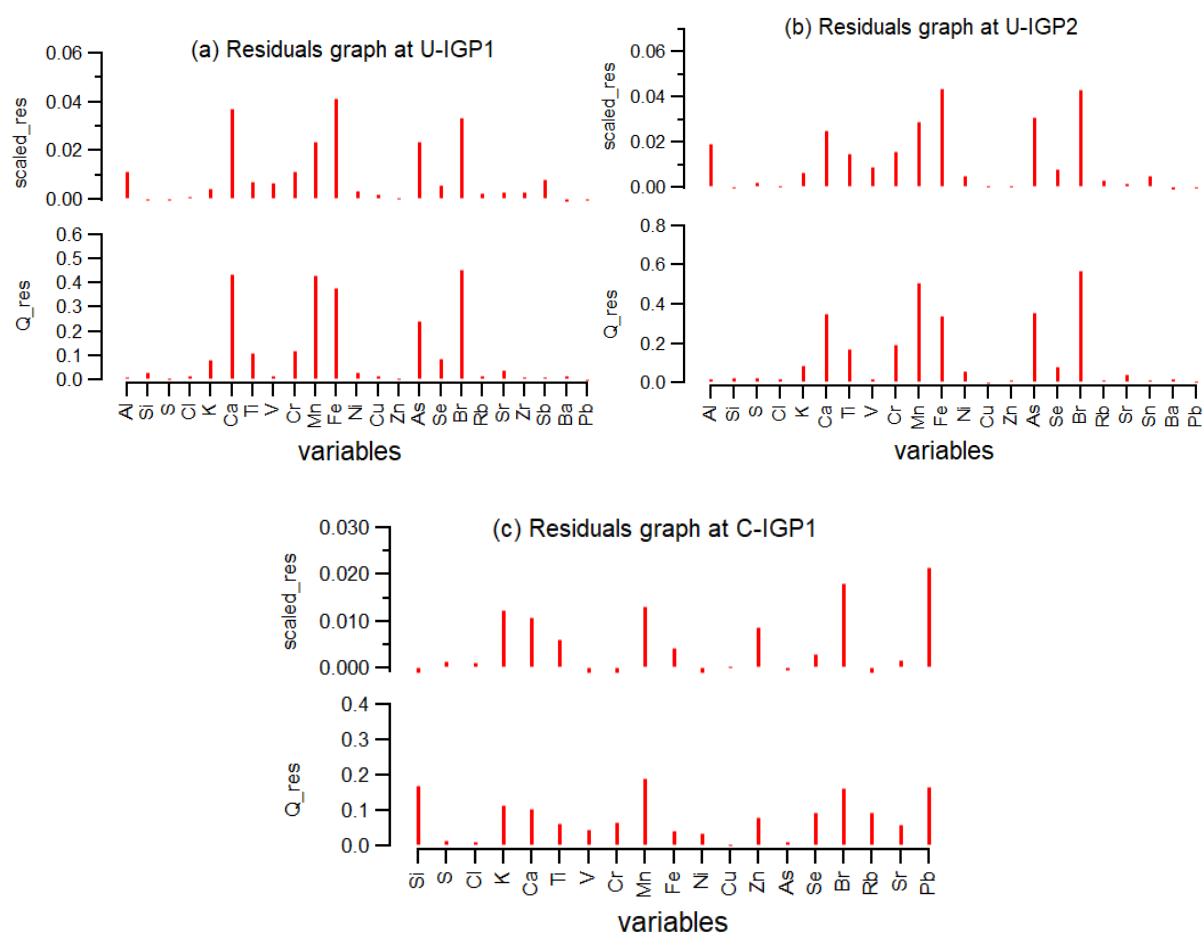 (a) Residuals graph at U-IGP1
scaled_res
0.06
0.04
0.02
0.00
Q_res
0.6
0.5
0.4
0.3
0.2
0.1
0.0
Al Si S Cl K Ca Ti V Cr Mn Fe Ni Cu Zn As Se Br Rb Sr Zr Sb Ba Pb
variables
(b) Residuals graph at U-IGP2
scaled_res
0.06
0.04
0.02
0.00
Q_res
0.8
0.6
0.4
0.2
0.0
Al Si S Cl K Ca Ti V Cr Mn Fe Ni Cu Zn As Se Br Rb Sr Sn Ba Pb
variables
(c) Residuals graph at C-IGP1
scaled_res
0.030
0.020
0.010
0.000
Q_res
0.4
0.3
0.2
0.1
0.0
Si S Cl K Ca Ti V Cr Mn Fe Ni Cu Zn As Se Br Rb Sr Pb
variables